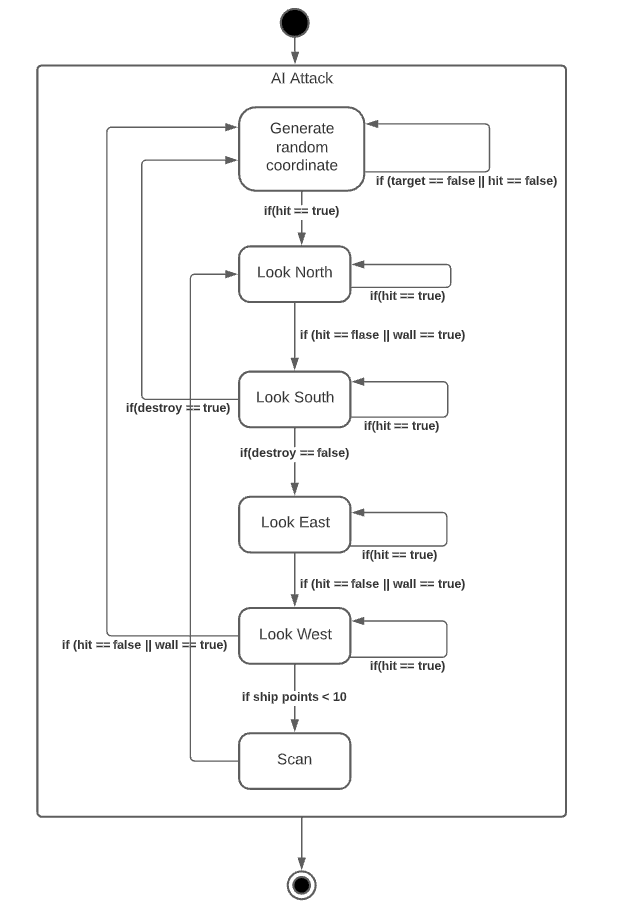 AI Attack
Generate
random
coordinate
if (target == false || hit == false)
if(hit == true)
Look North
if(hit == true)
if (hit == flase || wall == true)
Look South
if(destroy == true)
if(hit == true)
if(destroy == false)
Look East
if(hit == true)
if (hit == false || wall == true)
Look West
if (hit == false || wall == true)
if(hit == true)
if ship points < 10
Scan